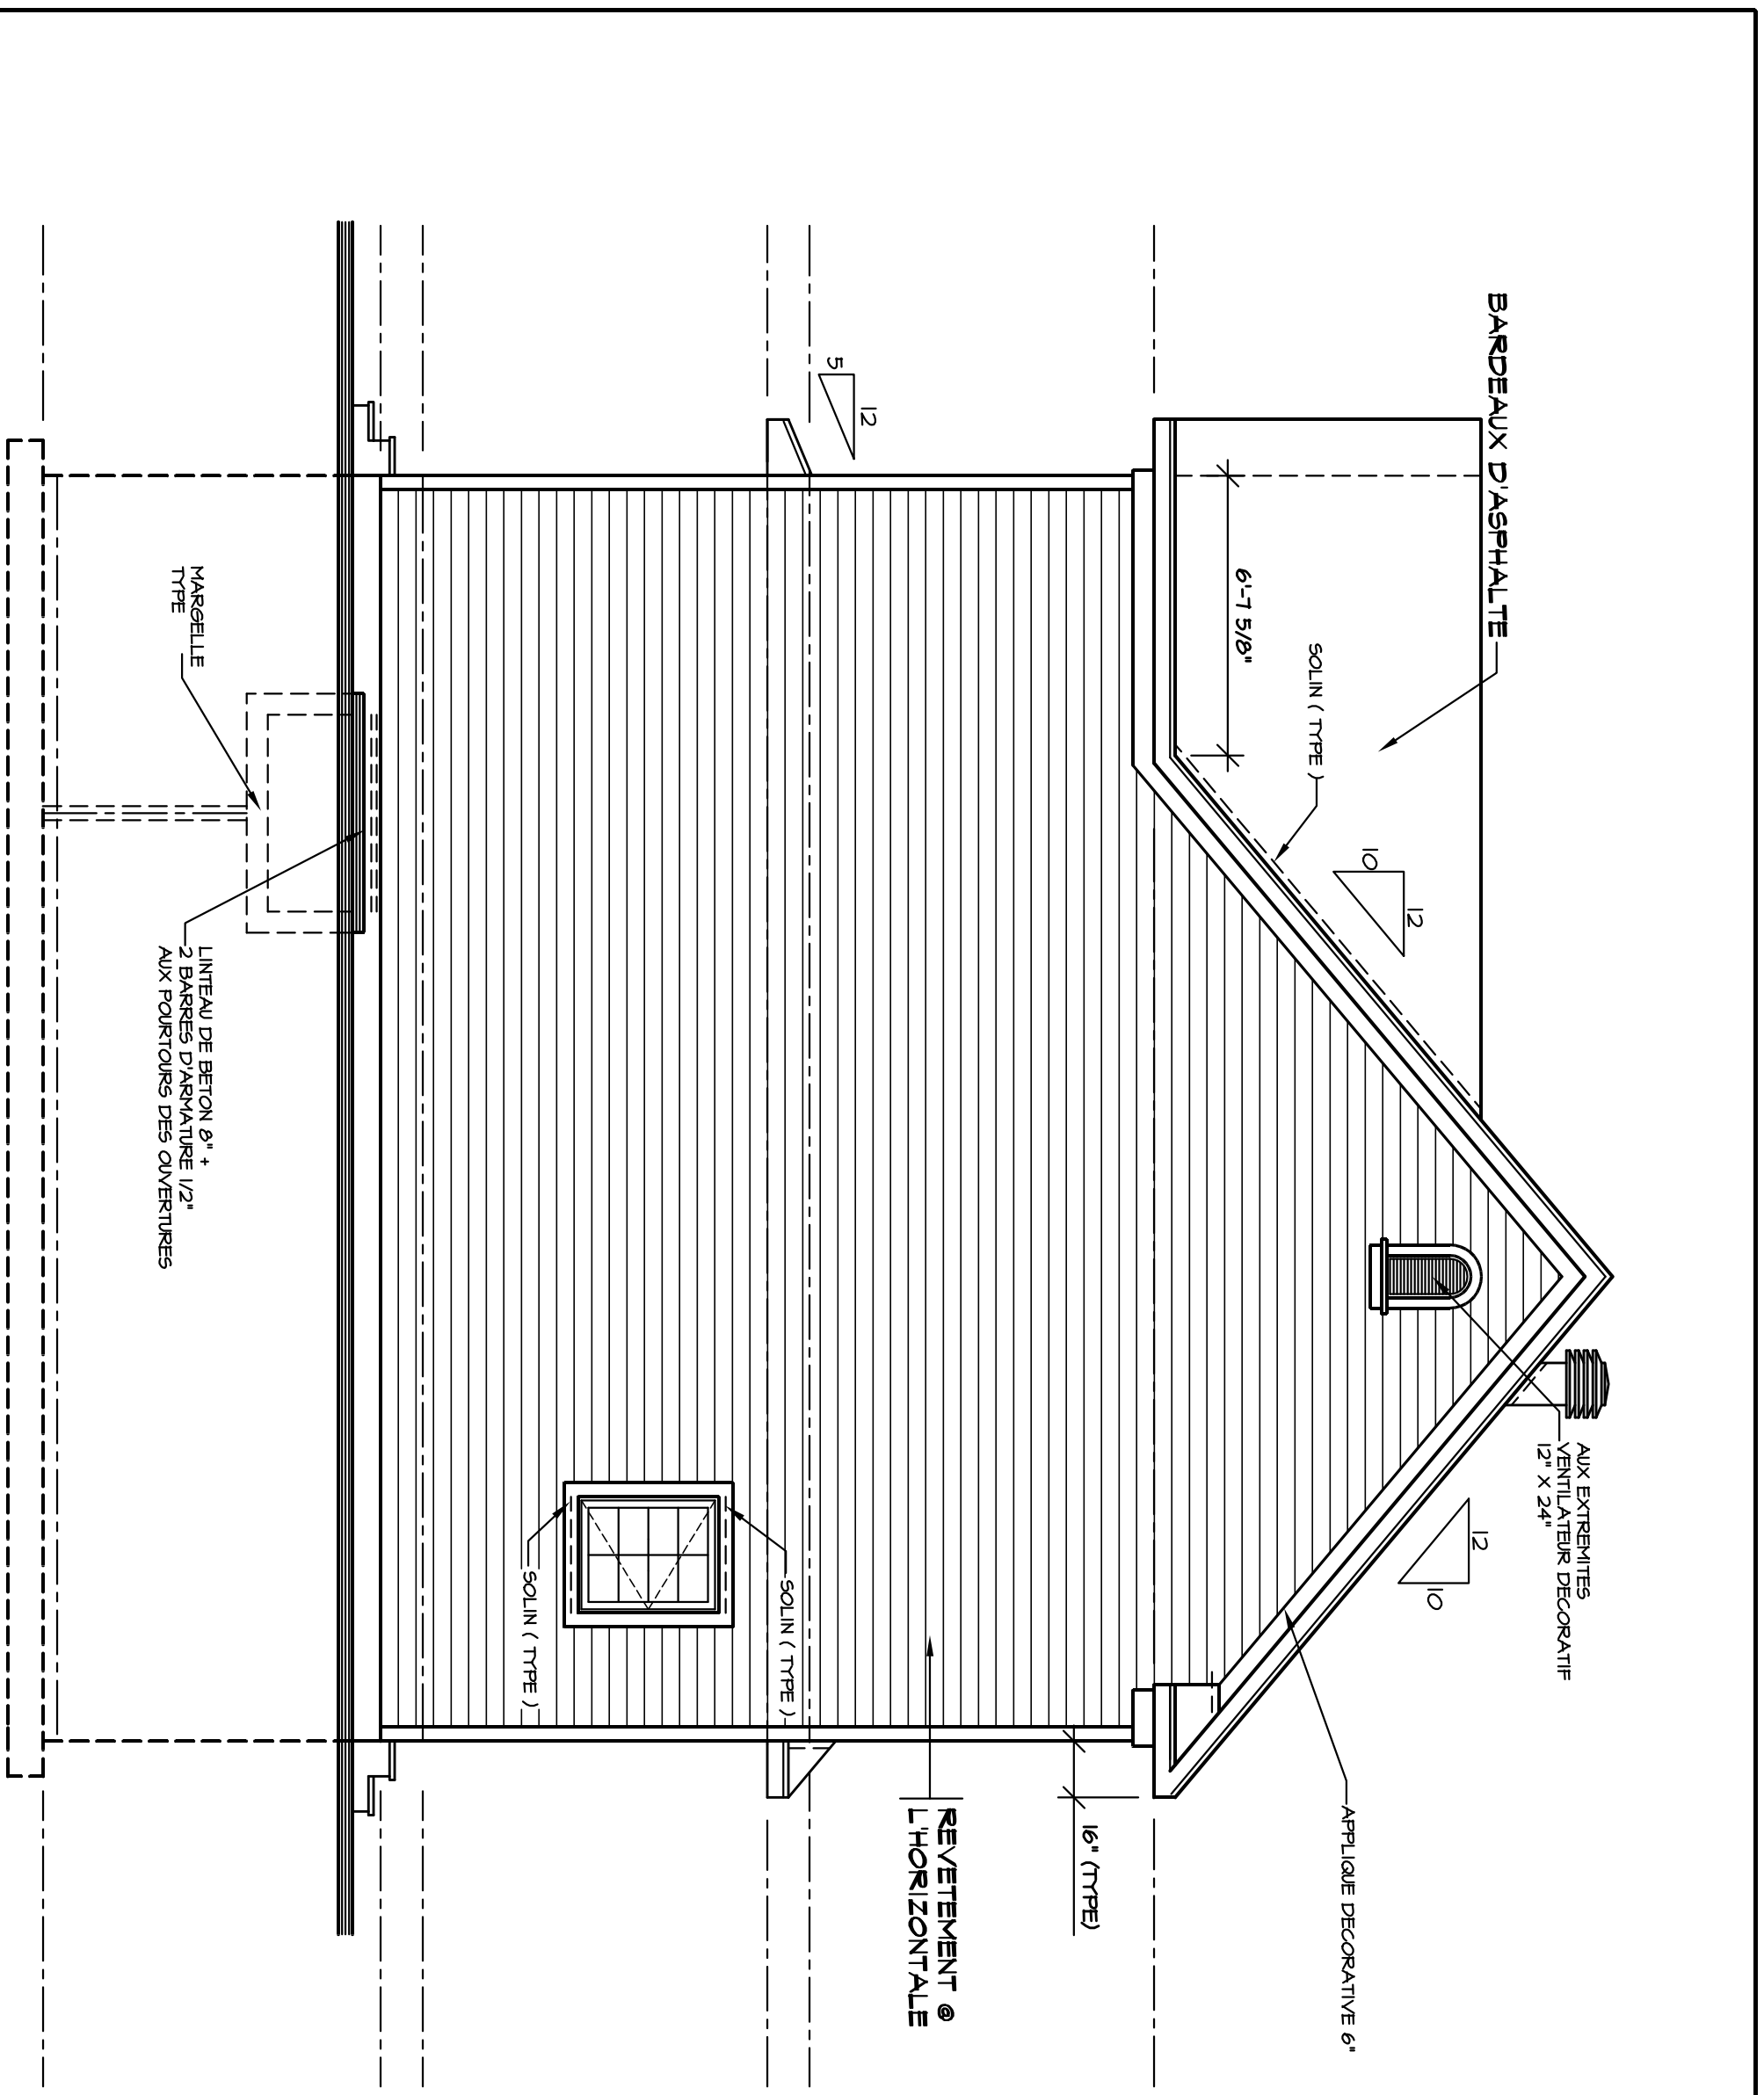 AUX EXTREMITES
VENTILATEUR DECORATIF
12" X 24"
BARDEAUX D'ASPHALTE
12
10
APPLIQUE DECORATIVE 6"
12
10
SOLIN ( TYPE )
6'-7 5/8"
16" (TYPE)
REVETEMENT @
L'HORIZONTALE
12
5
SOLIN ( TYPE )
SOLIN ( TYPE )
MARGELLE
TYPE
LINTEAU DE BETON 8" +
2 BARRES D'ARMATURE 1/2"
AUX POURTOURS DES OUVERTURES